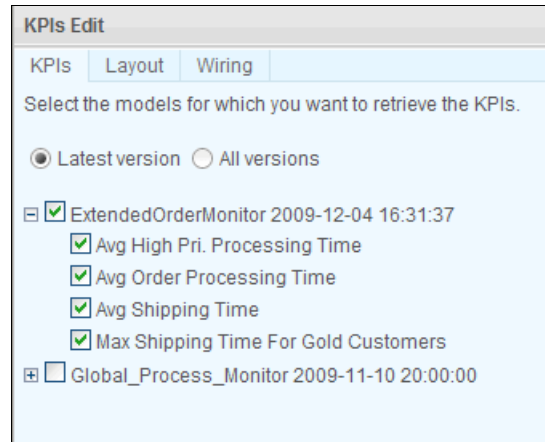 KPIs Edit
KPIs Layout Wiring
Select the models for which you want to retrieve the KPIs.
Latest version All versions
ExtendedOrderMonitor 2009-12-04 16:31:37
Avg High Pri. Processing Time
Avg Order Processing Time
Avg Shipping Time
Max Shipping Time For Gold Customers
Global_Process_Monitor 2009-11-10 20:00:00